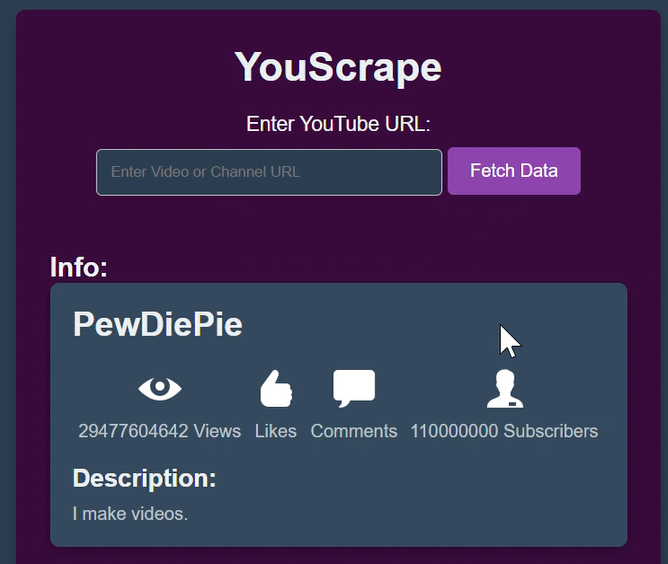 YouScrape
Enter YouTube URL:
Enter Video or Channel URL Fetch Data
Info:
PewDiePie
29477604642 Views Likes Comments 110000000 Subscribers
Description:
I make videos.